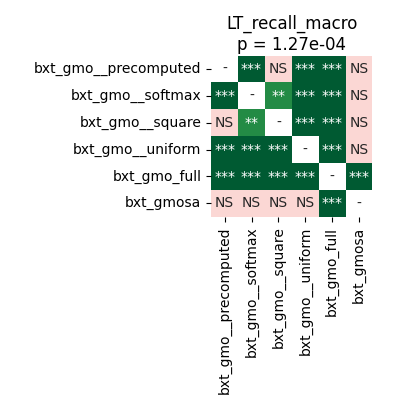 LT_recall_macro
p = 1.27e-04
bxt_gmo__precomputed - *** NS *** *** NS
bxt_gmo__softmax *** - ** *** *** NS
bxt_gmo__square NS ** - *** *** NS
bxt_gmo__uniform *** *** *** - *** NS
bxt_gmo_full *** *** *** *** - ***
bxt_gmosa NS NS NS NS *** -
bxt_gmo__precomputed
bxt_gmo__softmax
bxt_gmo__square
bxt_gmo__uniform
bxt_gmo_full
bxt_gmosa